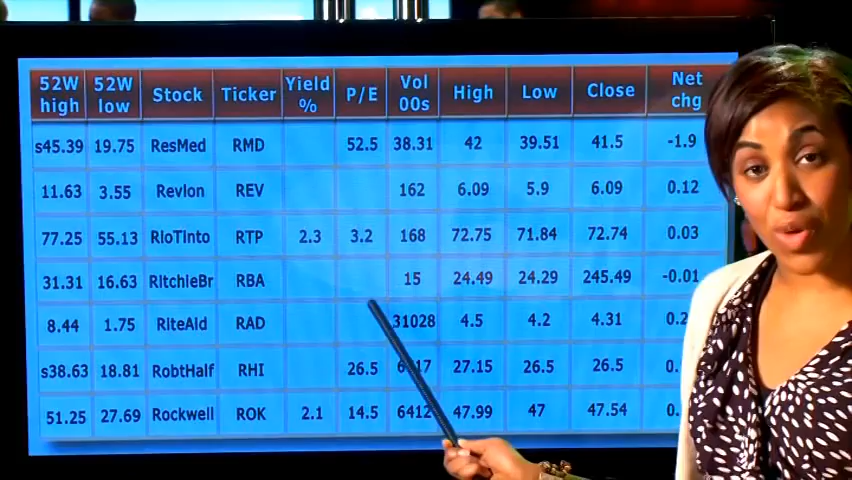 52W high 52W low Stock Ticker Yield % P/E Vol 00s High Low Close Net chg
s45.39 19.75 ResMed RMD 52.5 38.31 42 39.51 41.5 -1.9
11.63 3.55 Revlon REV 162 6.09 5.9 6.09 0.12
77.25 55.13 RioTinto RTP 2.3 3.2 168 72.75 71.84 72.74 0.03
31.31 16.63 RitchieBr RBA 15 24.49 24.29 245.49 -0.01
8.44 1.75 RiteAid RAD 31028 4.5 4.2 4.31
s38.63 18.81 RobtHalf RHI 26.5 27.15 26.5 26.5
51.25 27.69 Rockwell ROK 2.1 14.5 6412 47.99 47 47.54